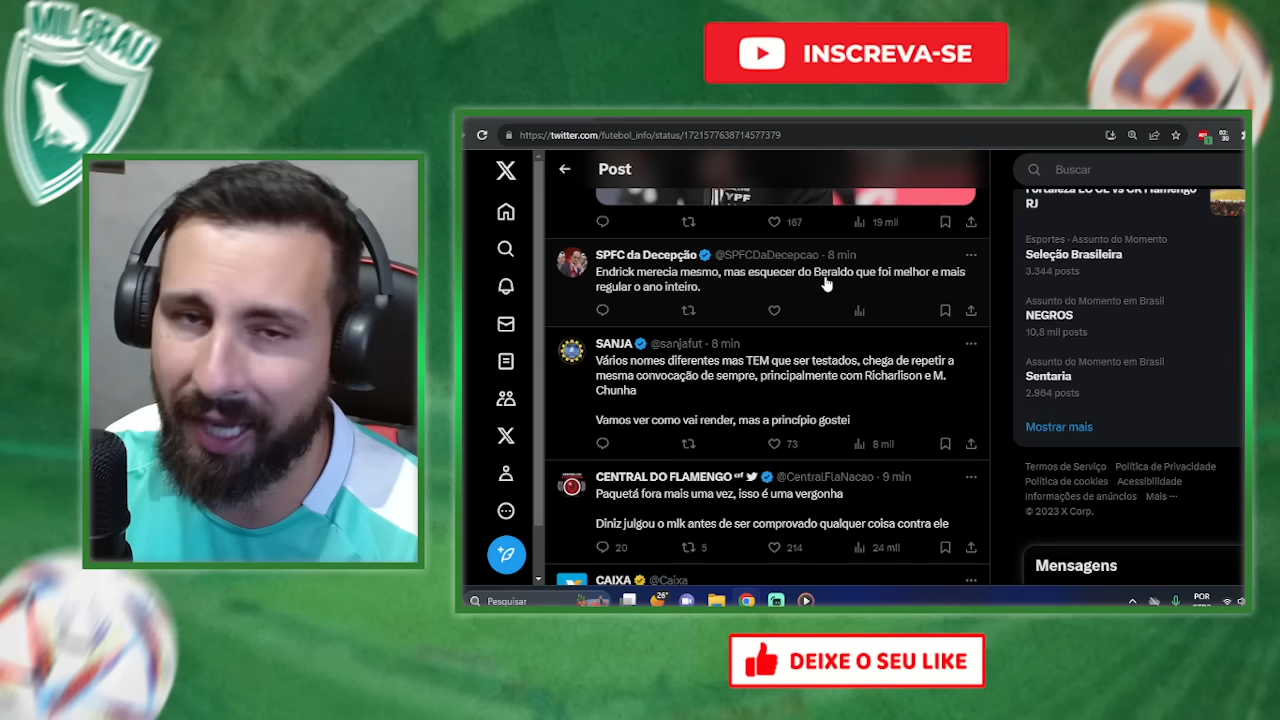 MIL GRAU
INSCREVA-SE
https://twitter.com/futebol_info/status/1721577638714577379
Post
Buscar
YPF
167
19 mil
Fortaleza EC CE vs CR Flamengo
RJ
Esportes · Assunto do Momento
Seleção Brasileira
3.344 posts
Assunto do Momento em Brasil
NEGROS
10,8 mil posts
Assunto do Momento em Brasil
Sentaria
2.964 posts
Mostrar mais
SPFC da Decepção @SPFCDaDecepcao · 8 min
Endrick merecia mesmo, mas esquecer do Beraldo que foi melhor e mais
regular o ano inteiro.
SANJA @sanjafut · 8 min
Vários nomes diferentes mas TEM que ser testados, chega de repetir a
mesma convocação de sempre, principalmente com Richarlison e M.
Chunha
Vamos ver como vai render, mas a princípio gostei
73
8 mil
CENTRAL DO FLAMENGO @CentralFlaNacao · 9 min
Paquetá fora mais uma vez, isso é uma vergonha
Diniz julgou o mlk antes de ser comprovado qualquer coisa contra ele
20
5
214
24 mil
CAIXA @Caixa
Termos de Serviço Política de Privacidade
Política de cookies Acessibilidade
Informações de anúncios Mais ···
© 2023 X Corp.
Mensagens
Pesquisar
26°
POR
DEIXE O SEU LIKE